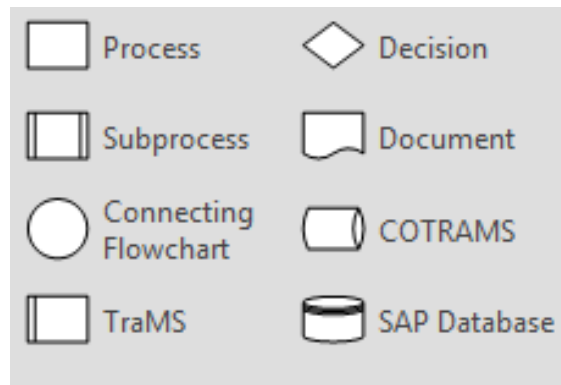 Process
Decision
Subprocess
Document
Connecting
Flowchart
COTRAMS
TraMS
SAP Database